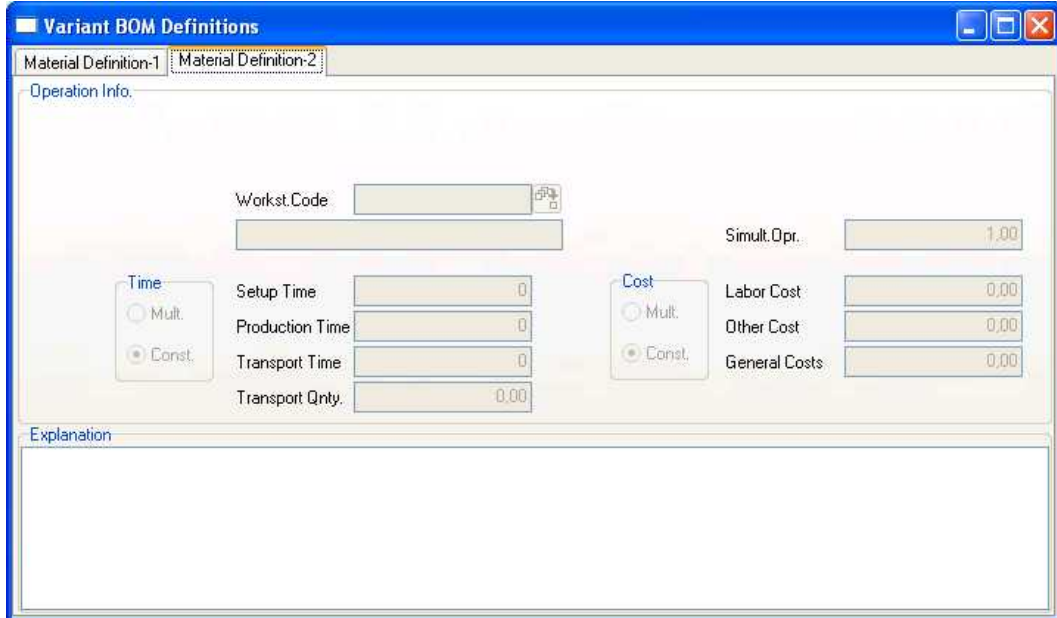 Variant BOM Definitions
Material Definition-1 Material Definition-2
Operation Info.
Workst.Code
Simult.Opr. 1,00
Time Setup Time 0 Cost Labor Cost 0,00
Mult. Production Time 0 Mult. Other Cost 0,00
Const. Transport Time 0 Const. General Costs 0,00
Transport Qnty. 0,00
Explanation